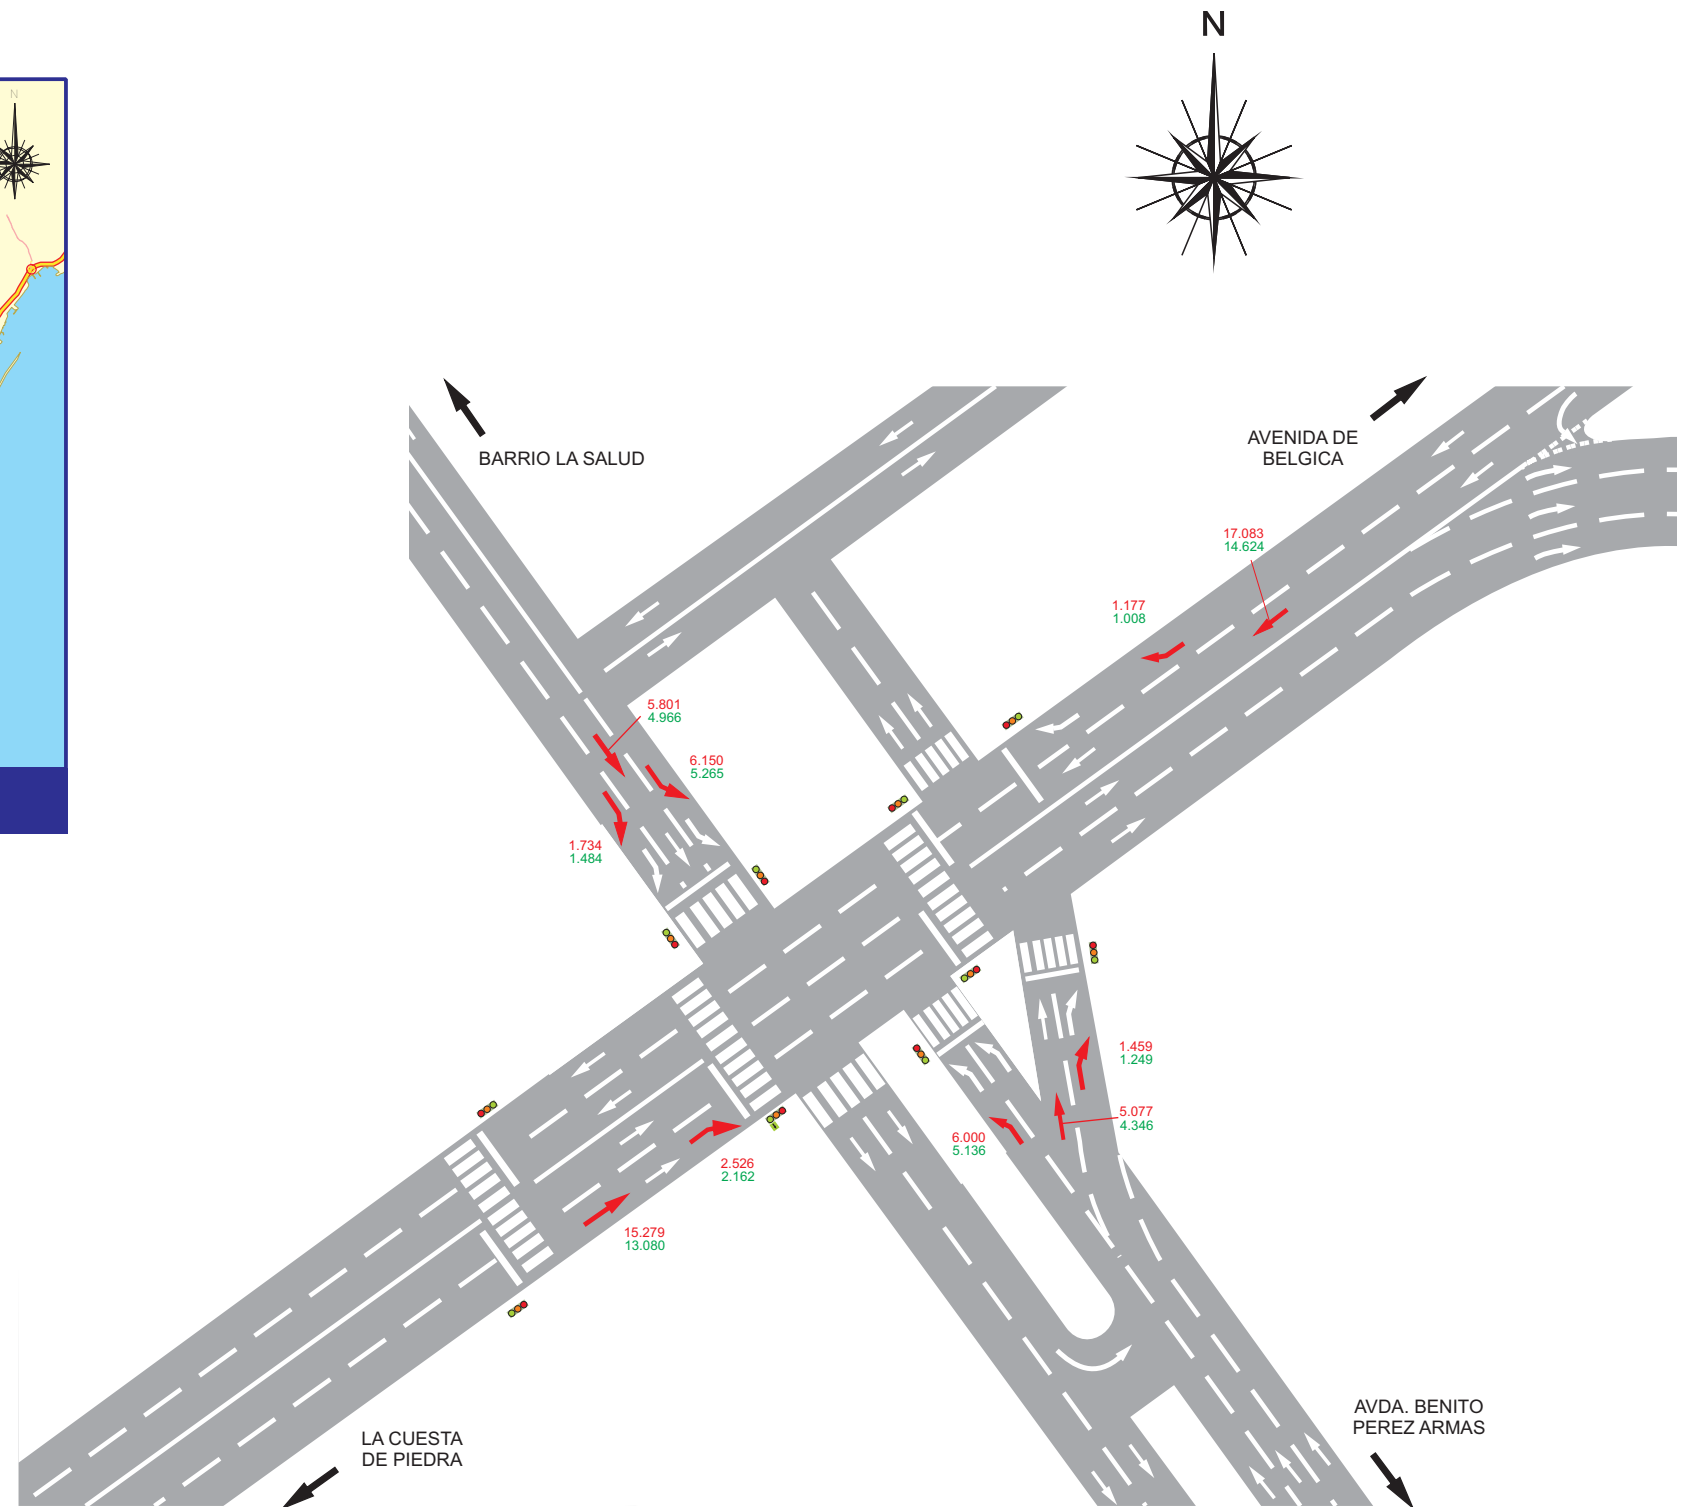 N
N
BARRIO LA SALUD
AVENIDA DE
BELGICA
17.083
14.624
1.177
1.008
5.801
4.966
6.150
5.265
1.734
1.484
1.459
1.249
5.077
4.346
6.000
5.136
2.526
2.162
15.279
13.080
AVDA. BENITO
PEREZ ARMAS
LA CUESTA
DE PIEDRA